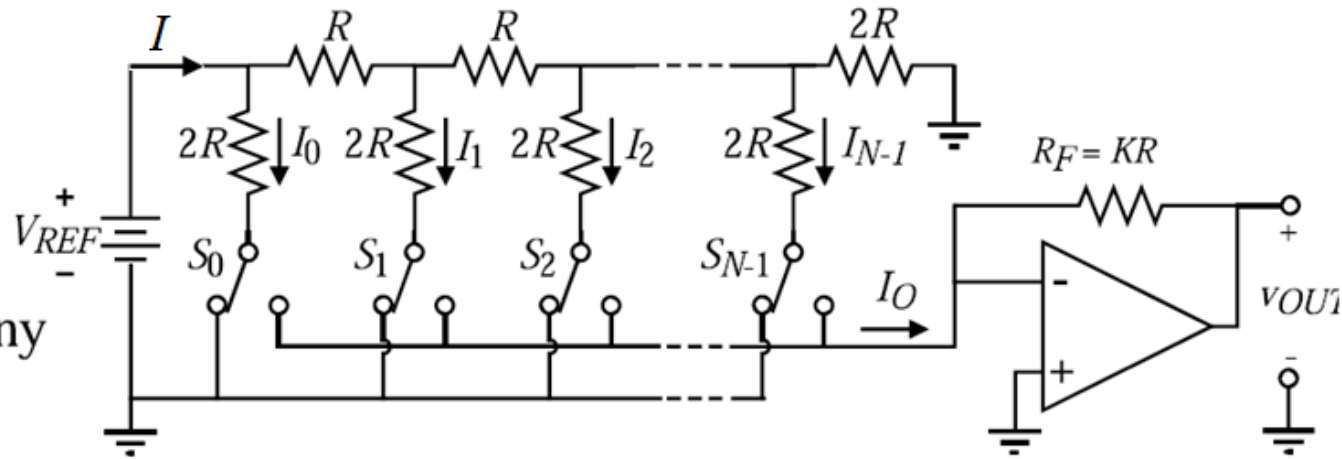 I R R 2R
2R I0 2R I1 2R I2 2R IN-1 RF = KR
+
VREF
-
S0 S1 S2 SN-1 IO
-
+
+
vOUT
-
ny